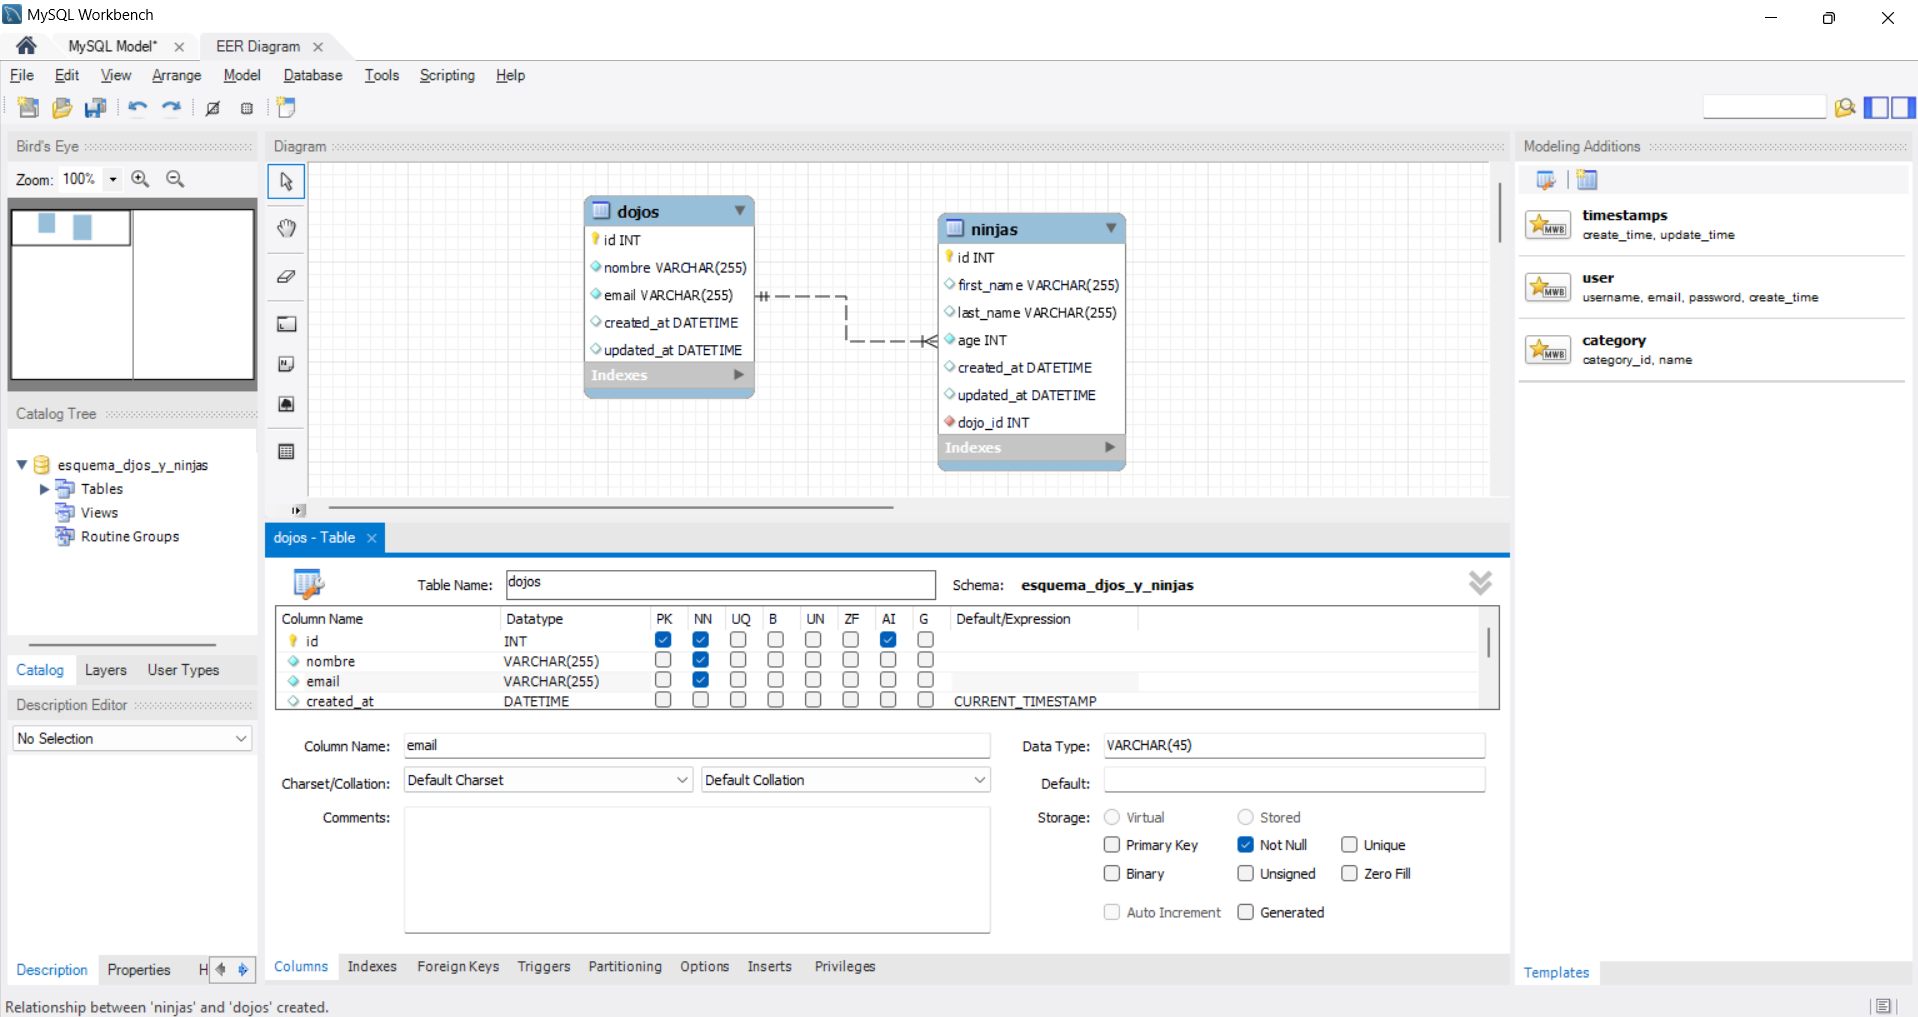 MySQL Workbench
MySQL Model*
EER Diagram
File Edit View Arrange Model Database Tools Scripting Help
Bird's Eye
Zoom: 100%
Catalog Tree
esquema_djos_y_ninjas
Tables
Views
Routine Groups
Catalog Layers User Types
Description Editor
No Selection
Description Properties H
Diagram
dojos
id INT
nombre VARCHAR(255)
email VARCHAR(255)
created_at DATETIME
updated_at DATETIME
Indexes
ninjas
id INT
first_name VARCHAR(255)
last_name VARCHAR(255)
age INT
created_at DATETIME
updated_at DATETIME
dojo_id INT
Indexes
dojos - Table
Table Name: dojos Schema: esquema_djos_y_ninjas
Column Name Datatype PK NN UQ B UN ZF AI G Default/Expression
id INT
nombre VARCHAR(255)
email VARCHAR(255)
created_at DATETIME CURRENT_TIMESTAMP
Column Name: email Data Type: VARCHAR(45)
Charset/Collation: Default Charset Default Collation Default:
Comments: Storage: Virtual Stored
Primary Key Not Null Unique
Binary Unsigned Zero Fill
Auto Increment Generated
Columns Indexes Foreign Keys Triggers Partitioning Options Inserts Privileges
Modeling Additions
MWB
timestamps
create_time, update_time
MWB
user
username, email, password, create_time
MWB
category
category_id, name
Templates
Relationship between 'ninjas' and 'dojos' created.